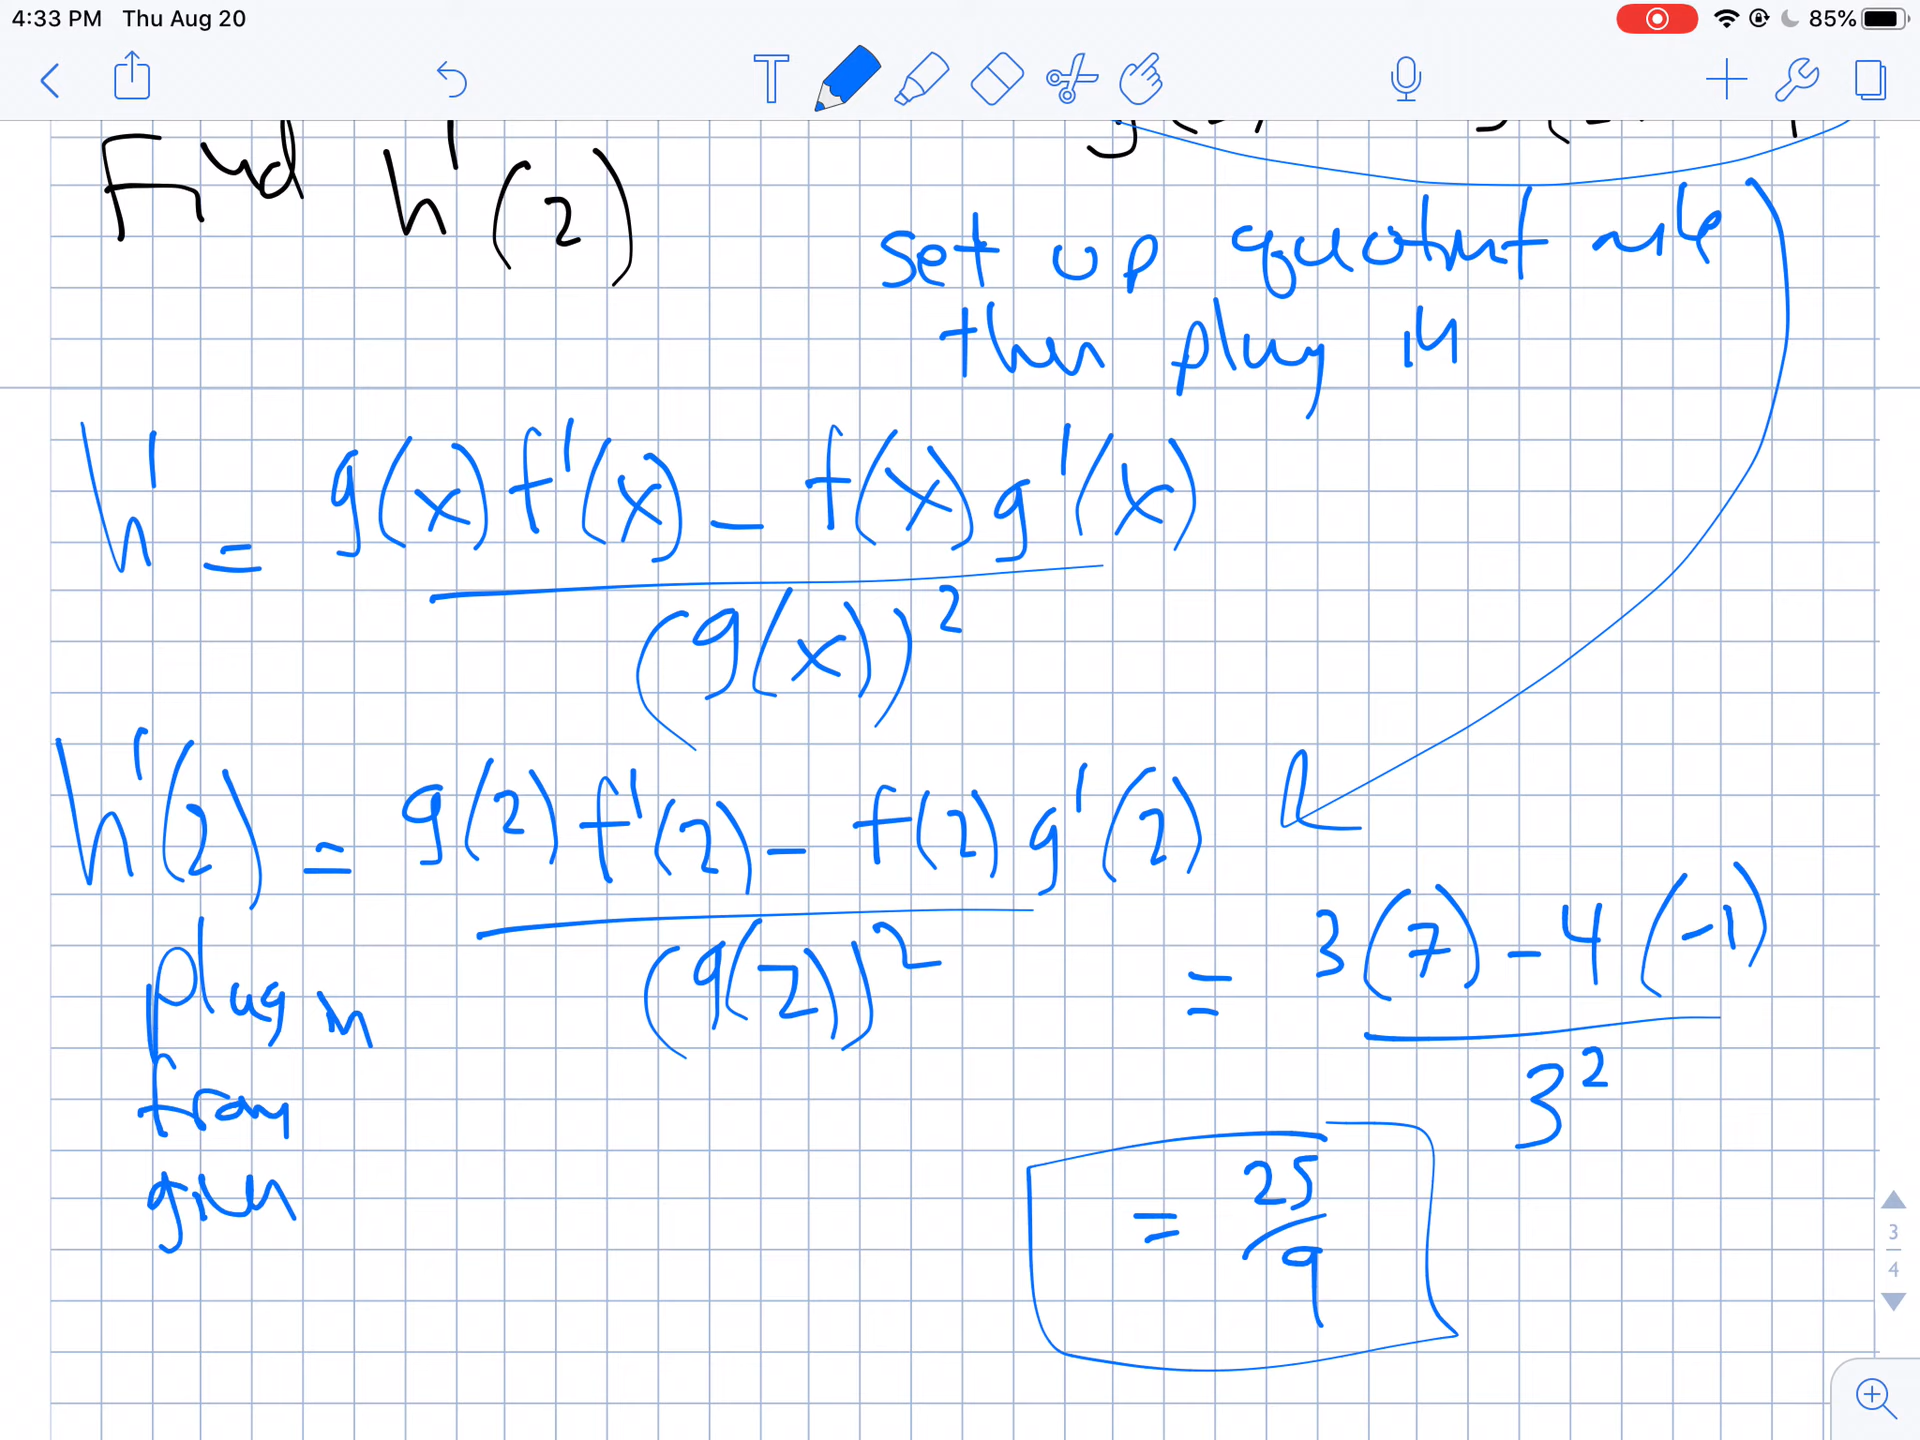 4:33 PM Thu Aug 20
85%
Find h'(2)
set up quotient rule
then plug in
h' = g(x)f'(x) - f(x)g'(x)
(g(x))²
h'(2) = g(2)f'(2) - f(2)g'(2)
(g(2))²
plug in
from
given
= 3(7) - 4(-1)
3²
= 25
9
3
4